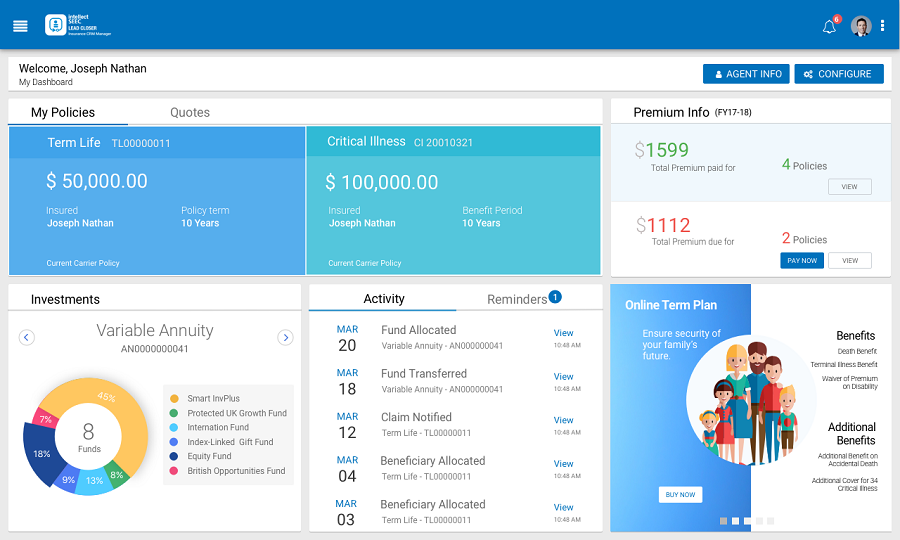 intellect
SEEC
LEAD CLOSER
Insurance CRM Manager
6
Welcome, Joseph Nathan
My Dashboard
AGENT INFO
CONFIGURE
My Policies
Quotes
Term Life TL00000011
$ 50,000.00
Insured
Joseph Nathan
Policy term
10 Years
Current Carrier Policy
Critical Illness CI 20010321
$ 100,000.00
Insured
Joseph Nathan
Benefit Period
10 Years
Current Carrier Policy
Premium Info (FY17-18)
$1599
Total Premium paid for
4 Policies
VIEW
$1112
Total Premium due for
2 Policies
PAY NOW
VIEW
Investments
Variable Annuity
AN0000000041
45%
7%
18%
9%
13%
8%
8
Funds
Smart InvPlus
Protected UK Growth Fund
Internation Fund
Index-Linked Gift Fund
Equity Fund
British Opportunities Fund
Activity
Reminders 1
MAR
20
Fund Allocated
Variable Annuity - AN000000041
View
10:48 AM
MAR
18
Fund Transferred
Variable Annuity - AN000000041
View
10:48 AM
MAR
12
Claim Notified
Term Life - TL00000011
View
10:48 AM
MAR
04
Beneficiary Allocated
Term Life - TL00000011
View
10:48 AM
MAR
03
Beneficiary Allocated
Term Life - TL00000011
View
10:48 AM
Online Term Plan
Ensure security of
your family's
future.
BUY NOW
Benefits
Death Benefit
Terminal Illness Benefit
Waiver of Premium
on Disability
Additional
Benefits
Additional Benefit on
Accidental Death
Additional Cover for 34
Critical Illness